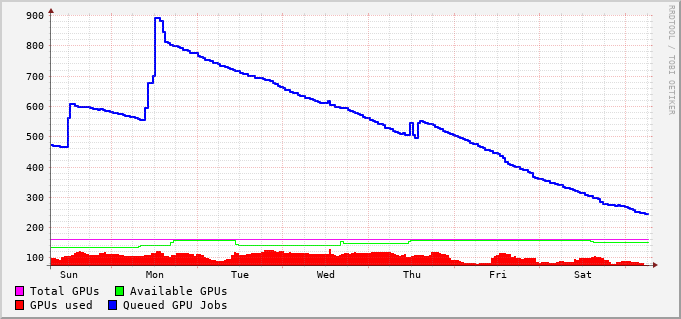 900
800
700
600
500
400
300
200
100
Sun Mon Tue Wed Thu Fri Sat
Total GPUs Available GPUs
GPUs used Queued GPU Jobs
RRDTOOL / TOBI OETIKER